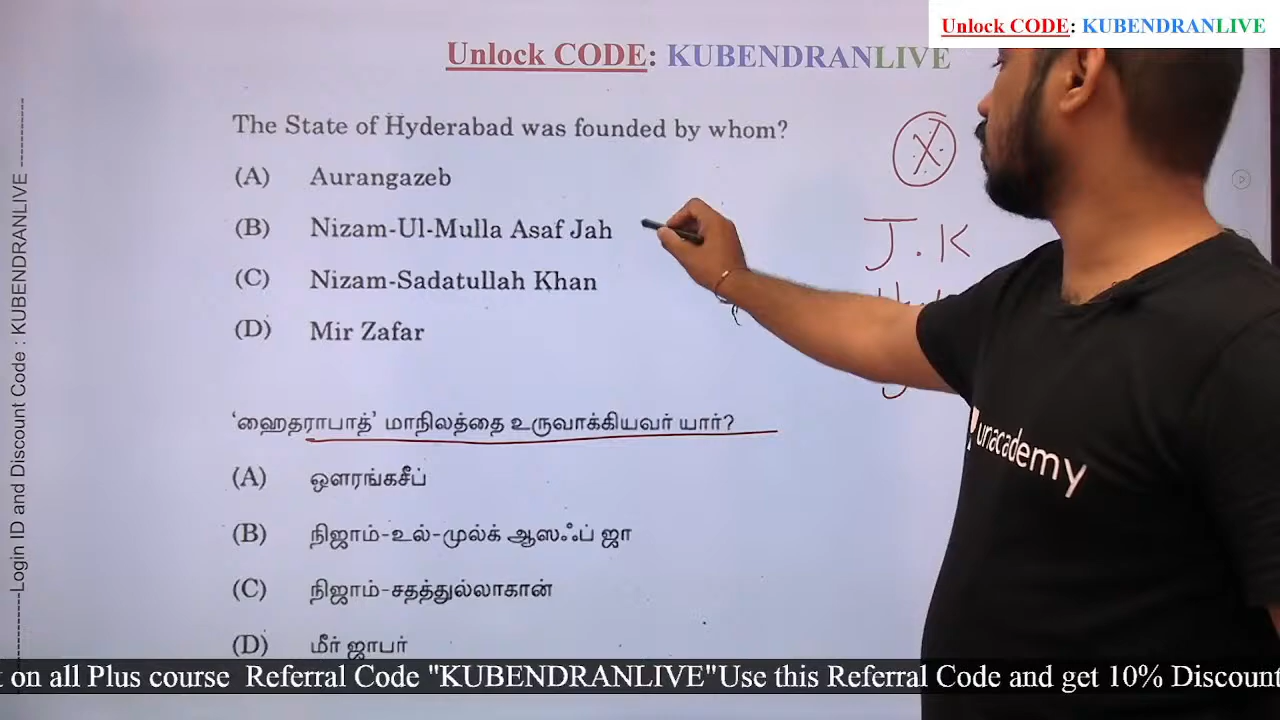 Unlock CODE: KUBENDRANLIVE
Unlock CODE: KUBENDRANLIVE
The State of Hyderabad was founded by whom?
(A) Aurangazeb
(B) Nizam-Ul-Mulla Asaf Jah
(C) Nizam-Sadatullah Khan
(D) Mir Zafar
X
J.K
‘ஹைதராபாத்’ மாநிலத்தை உருவாக்கியவர் யார்?
(A) ஔரங்கசீப்
(B) நிஜாம்-உல்-முல்க் ஆஸஃப் ஜா
(C) நிஜாம்-சதத்துல்லாகான்
(D) மீர் ஜாபர்
unacademy
Login ID and Discount Code : KUBENDRANLIVE
on all Plus course Referral Code "KUBENDRANLIVE"Use this Referral Code and get 10% Discount